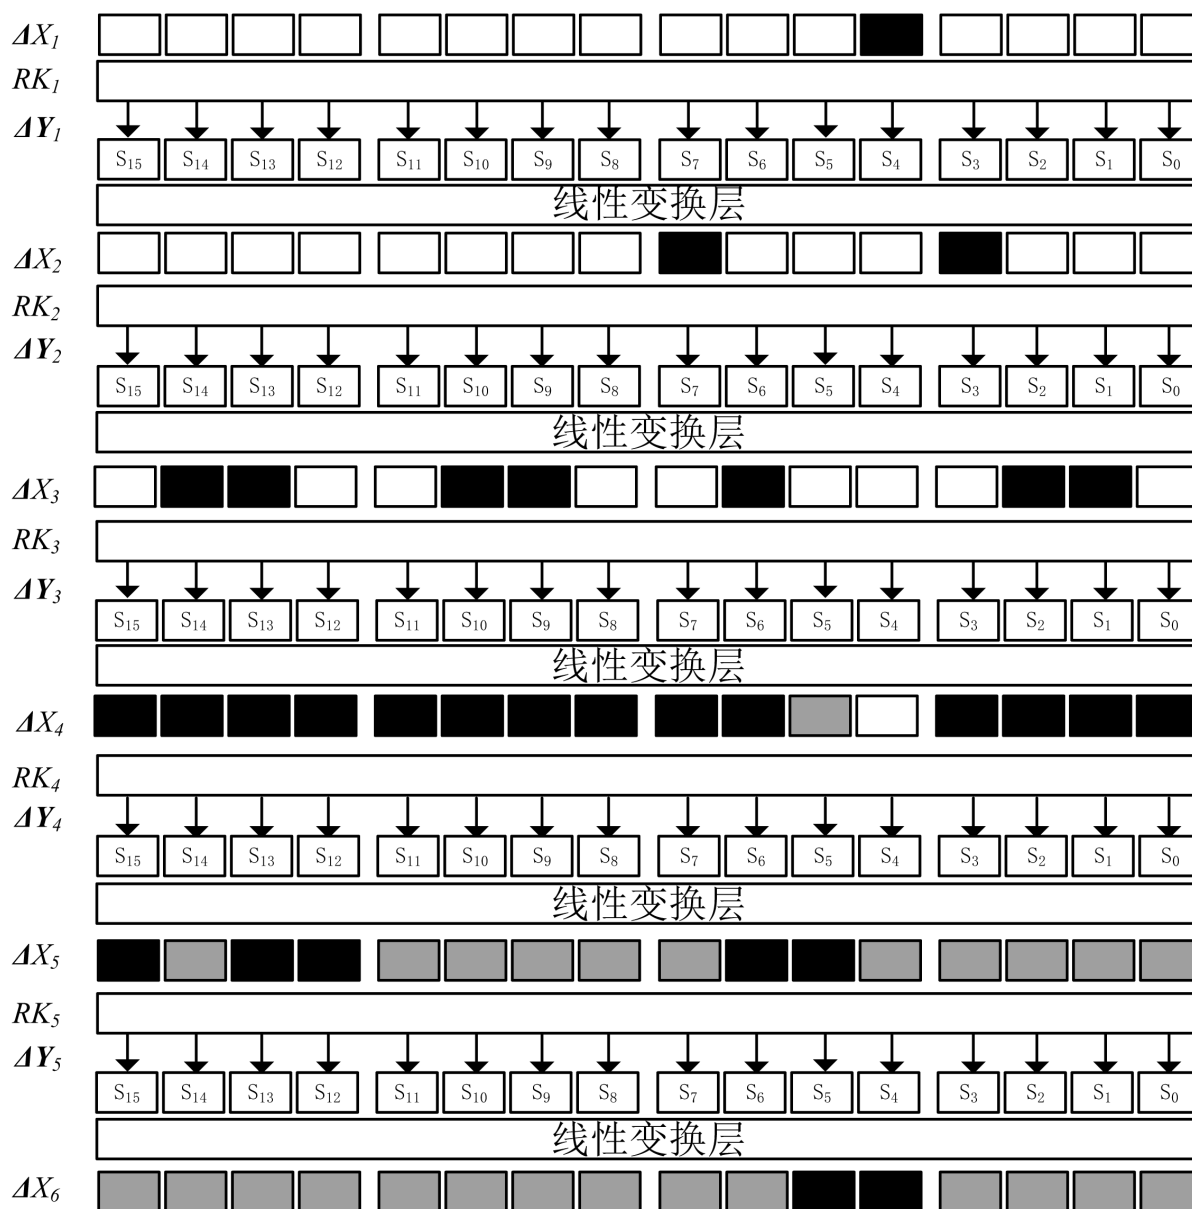 ΔX₁
RK₁
ΔY₁
S₁₅ S₁₄ S₁₃ S₁₂ S₁₁ S₁₀ S₉ S₈ S₇ S₆ S₅ S₄ S₃ S₂ S₁ S₀
线性变换层
ΔX₂
RK₂
ΔY₂
S₁₅ S₁₄ S₁₃ S₁₂ S₁₁ S₁₀ S₉ S₈ S₇ S₆ S₅ S₄ S₃ S₂ S₁ S₀
线性变换层
ΔX₃
RK₃
ΔY₃
S₁₅ S₁₄ S₁₃ S₁₂ S₁₁ S₁₀ S₉ S₈ S₇ S₆ S₅ S₄ S₃ S₂ S₁ S₀
线性变换层
ΔX₄
RK₄
ΔY₄
S₁₅ S₁₄ S₁₃ S₁₂ S₁₁ S₁₀ S₉ S₈ S₇ S₆ S₅ S₄ S₃ S₂ S₁ S₀
线性变换层
ΔX₅
RK₅
ΔY₅
S₁₅ S₁₄ S₁₃ S₁₂ S₁₁ S₁₀ S₉ S₈ S₇ S₆ S₅ S₄ S₃ S₂ S₁ S₀
线性变换层
ΔX₆